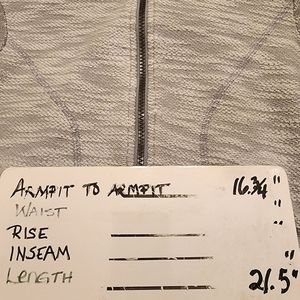 ARMPIT TO ARMPIT 16.3/4"
WAIST "
RISE "
INSEAM "
LENGTH 21.5"